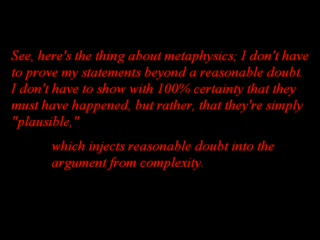 See, here's the thing about metaphysics; I don't have
to prove my statements beyond a reasonable doubt.
I don't have to show with 100% certainty that they
must have happened, but rather, that they're simply
"plausible,"
which injects reasonable doubt into the
argument from complexity.